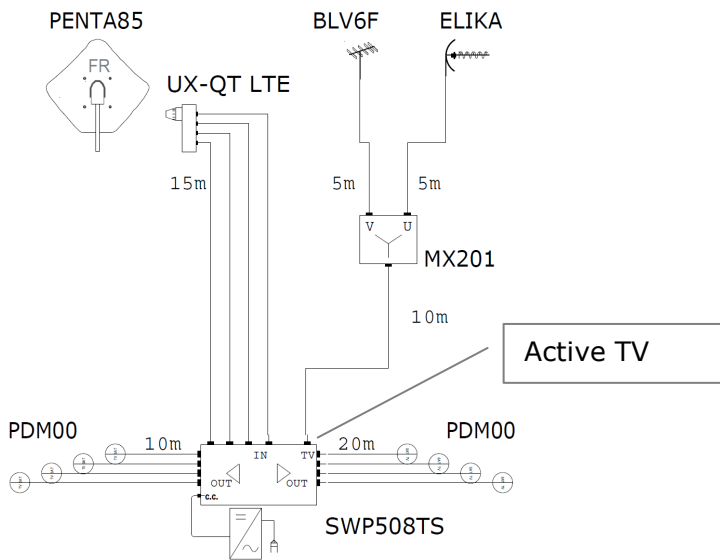 PENTA85
BLV6F
ELIKA
FR
UX-QT LTE
15m
5m
5m
V
U
MX201
10m
Active TV
PDM00
10m
IN
TV
20m
PDM00
OUT
OUT
c.c.
SWP508TS